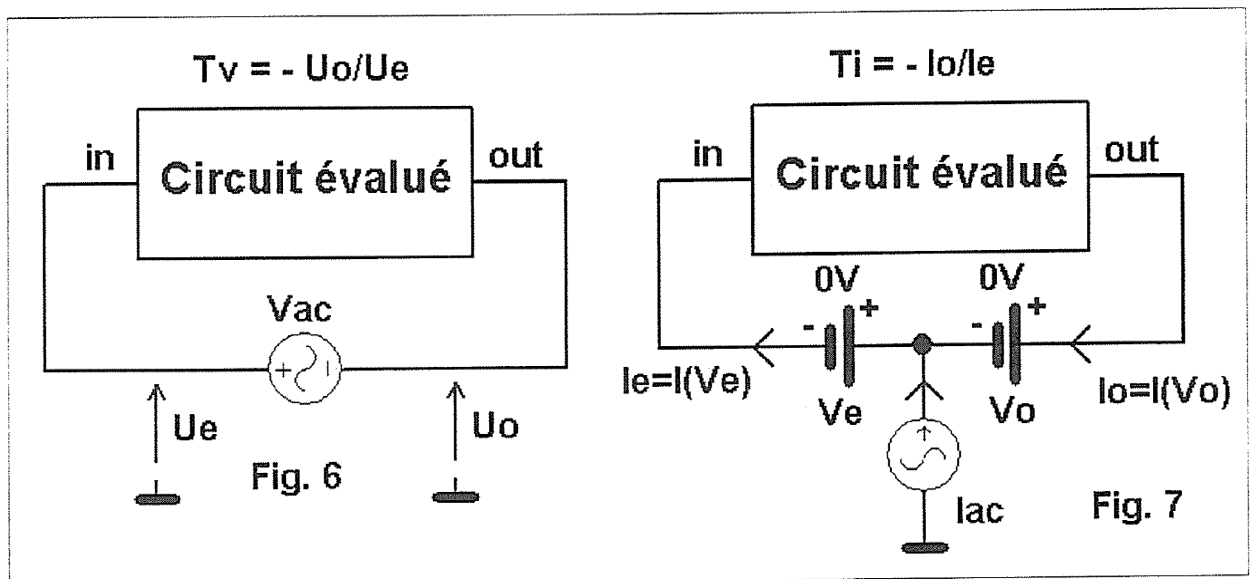 Tv = - Uo/Ue
in
out
Circuit évalué
Vac
+
-
Ue
Uo
Fig. 6
Ti = - Io/Ie
in
out
Circuit évalué
0V
0V
-
+
-
+
Ie=I(Ve)
Ve
Vo
Io=I(Vo)
Iac
Fig. 7